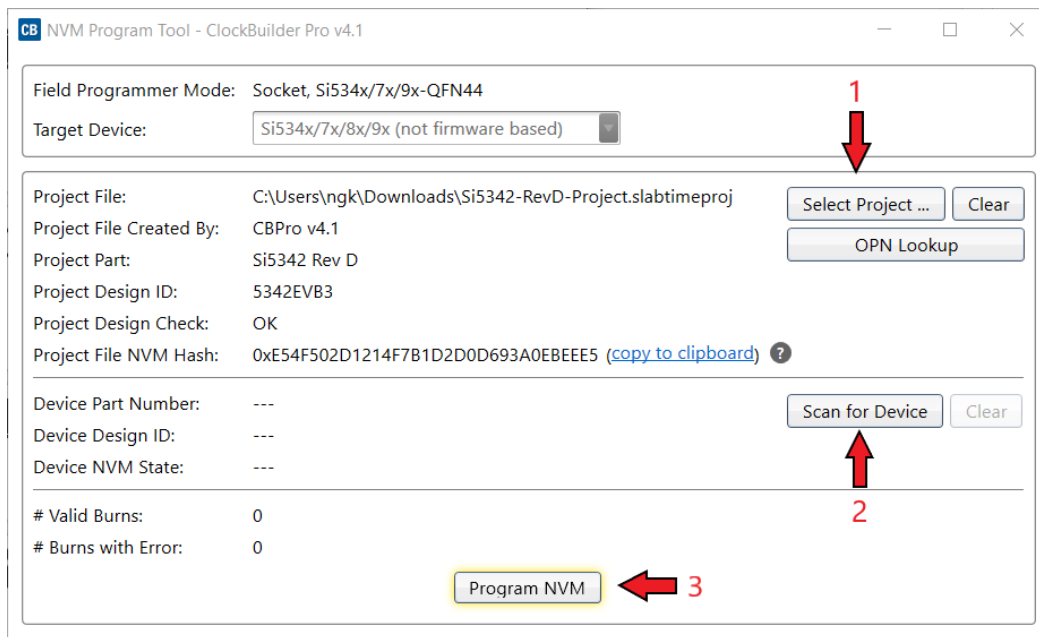 CB NVM Program Tool - ClockBuilder Pro v4.1
Field Programmer Mode: Socket, Si534x/7x/9x-QFN44
1
Target Device: Si534x/7x/8x/9x (not firmware based)
Project File: C:\Users\ngk\Downloads\Si5342-RevD-Project.slabtimeproj
Select Project ... Clear
Project File Created By: CBPro v4.1
OPN Lookup
Project Part: Si5342 Rev D
Project Design ID: 5342EVB3
Project Design Check: OK
Project File NVM Hash: 0xE54F502D1214F7B1D2D0D693A0EBEEE5 (copy to clipboard) ?
Device Part Number: ---
Scan for Device Clear
Device Design ID: ---
Device NVM State: ---
2
# Valid Burns: 0
# Burns with Error: 0
Program NVM 3